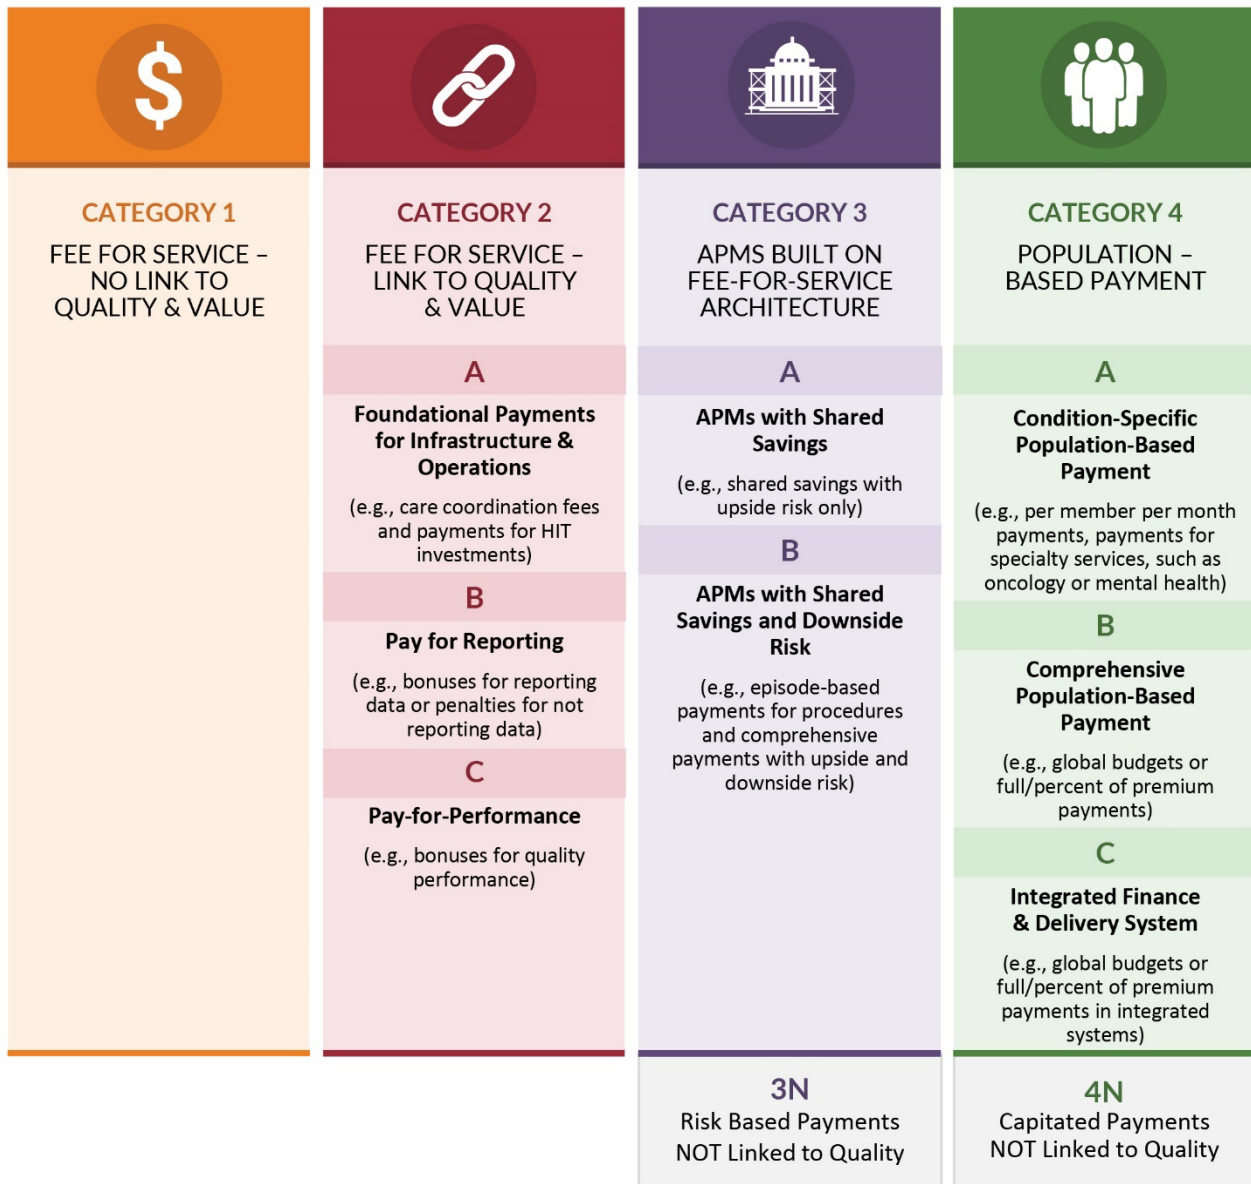 $
CATEGORY 1
FEE FOR SERVICE –
NO LINK TO
QUALITY & VALUE
CATEGORY 2
FEE FOR SERVICE –
LINK TO QUALITY
& VALUE
A
Foundational Payments
for Infrastructure &
Operations
(e.g., care coordination fees
and payments for HIT
investments)
B
Pay for Reporting
(e.g., bonuses for reporting
data or penalties for not
reporting data)
C
Pay-for-Performance
(e.g., bonuses for quality
performance)
CATEGORY 3
APMS BUILT ON
FEE-FOR-SERVICE
ARCHITECTURE
A
APMs with Shared
Savings
(e.g., shared savings with
upside risk only)
B
APMs with Shared
Savings and Downside
Risk
(e.g., episode-based
payments for procedures
and comprehensive
payments with upside and
downside risk)
3N
Risk Based Payments
NOT Linked to Quality
CATEGORY 4
POPULATION –
BASED PAYMENT
A
Condition-Specific
Population-Based
Payment
(e.g., per member per month
payments, payments for
specialty services, such as
oncology or mental health)
B
Comprehensive
Population-Based
Payment
(e.g., global budgets or
full/percent of premium
payments)
C
Integrated Finance
& Delivery System
(e.g., global budgets or
full/percent of premium
payments in integrated
systems)
4N
Capitated Payments
NOT Linked to Quality